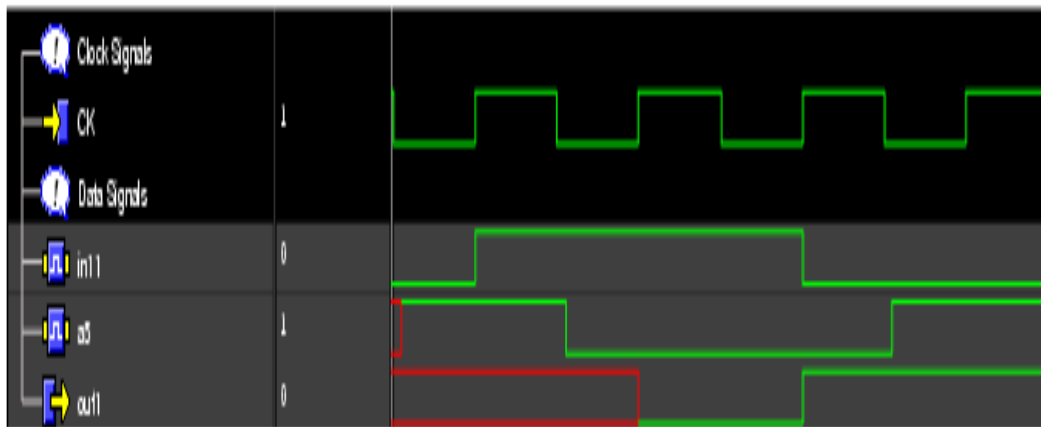 Clock Signals
CK 1
Data Signals
in11 0
a5 1
out1 0